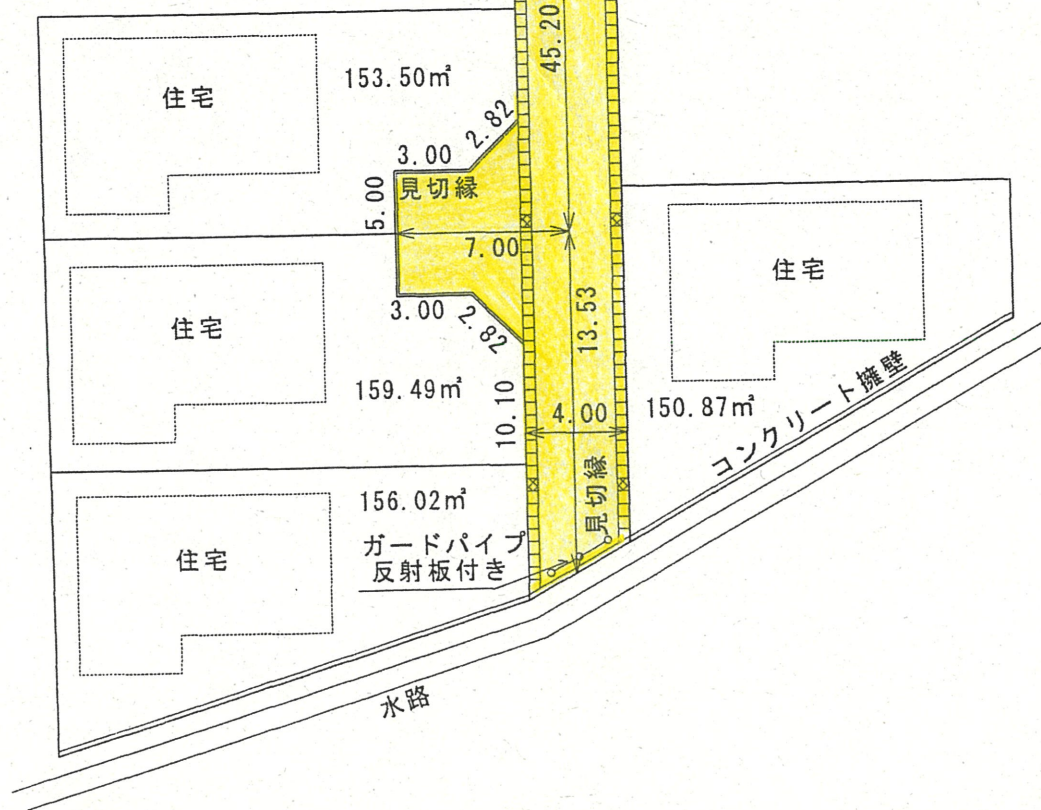 45.20
153.50㎡
住宅
2.82
3.00
見切縁
5.00
7.00
住宅
3.00
2.82
13.53
住宅
159.49㎡
10.10
4.00
150.87㎡
コンクリート擁壁
見切縁
156.02㎡
ガードパイプ
反射板付き
住宅
水路